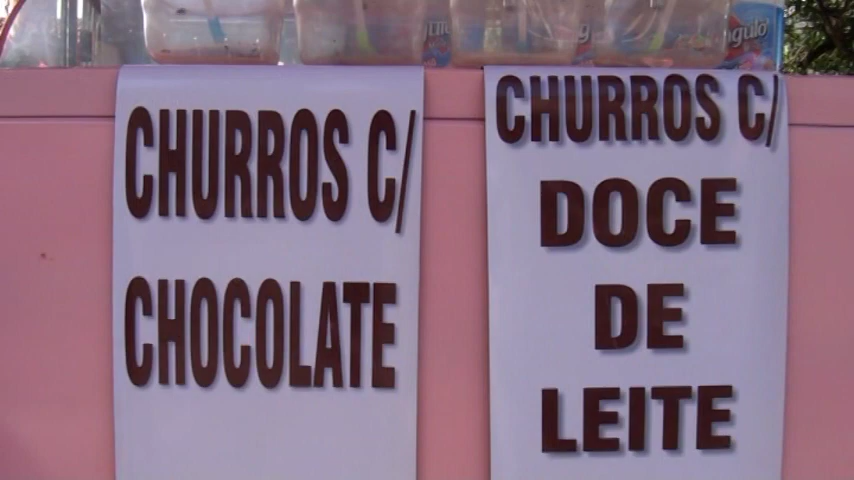 CHURROS C/
CHOCOLATE
CHURROS C/
DOCE
DE
LEITE